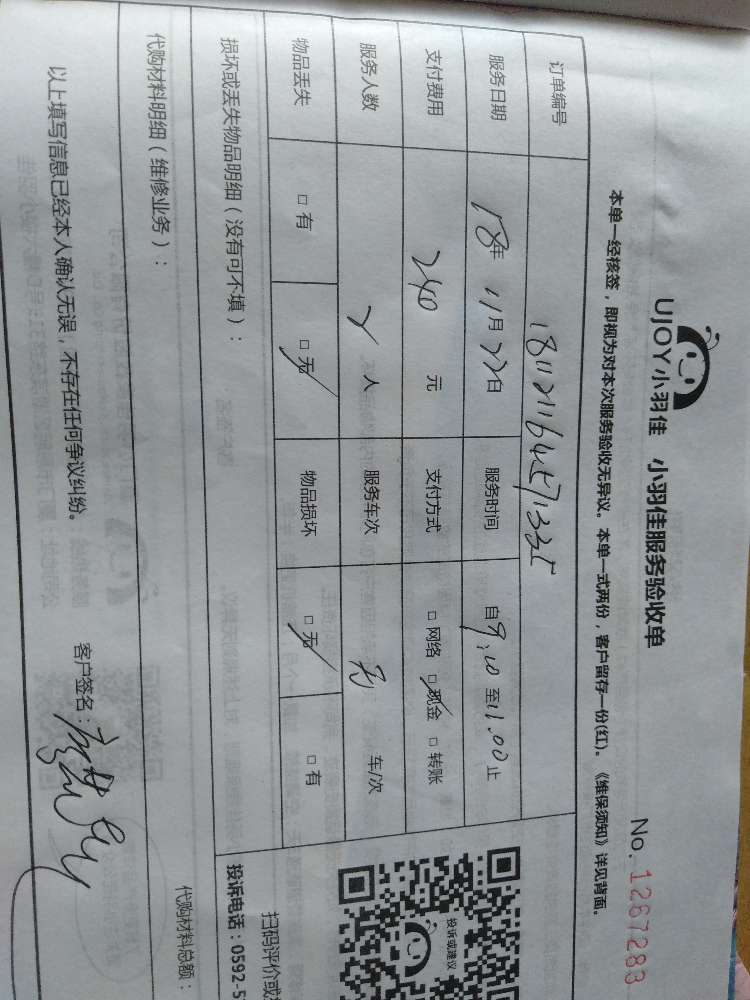 UJOY小羽佳 小羽佳服务验收单
No. 1267283
本单一经核签，即视为对本次服务验收无异议。本单一式两份，客户留存一份(红)。《维保须知》详见背面。
订单编号 181121164571335
服务日期 18年 11月 22日 服务时间 自9:10至11.00止
支付费用 240 元 支付方式 □ 网络 □ 现金 □ 转账
服务人数 2 人 服务车次 车/次
物品丢失 □ 有 □ 无 物品损坏 □ 无 □ 有
损坏或丢失物品明细（没有可不填）：
代购材料明细（维修业务）：
以上填写信息已经本人确认无误，不存在任何争议纠纷。 客户签名：
投诉或建议
扫码评价或
投诉电话：0592-5
代购材料总额：